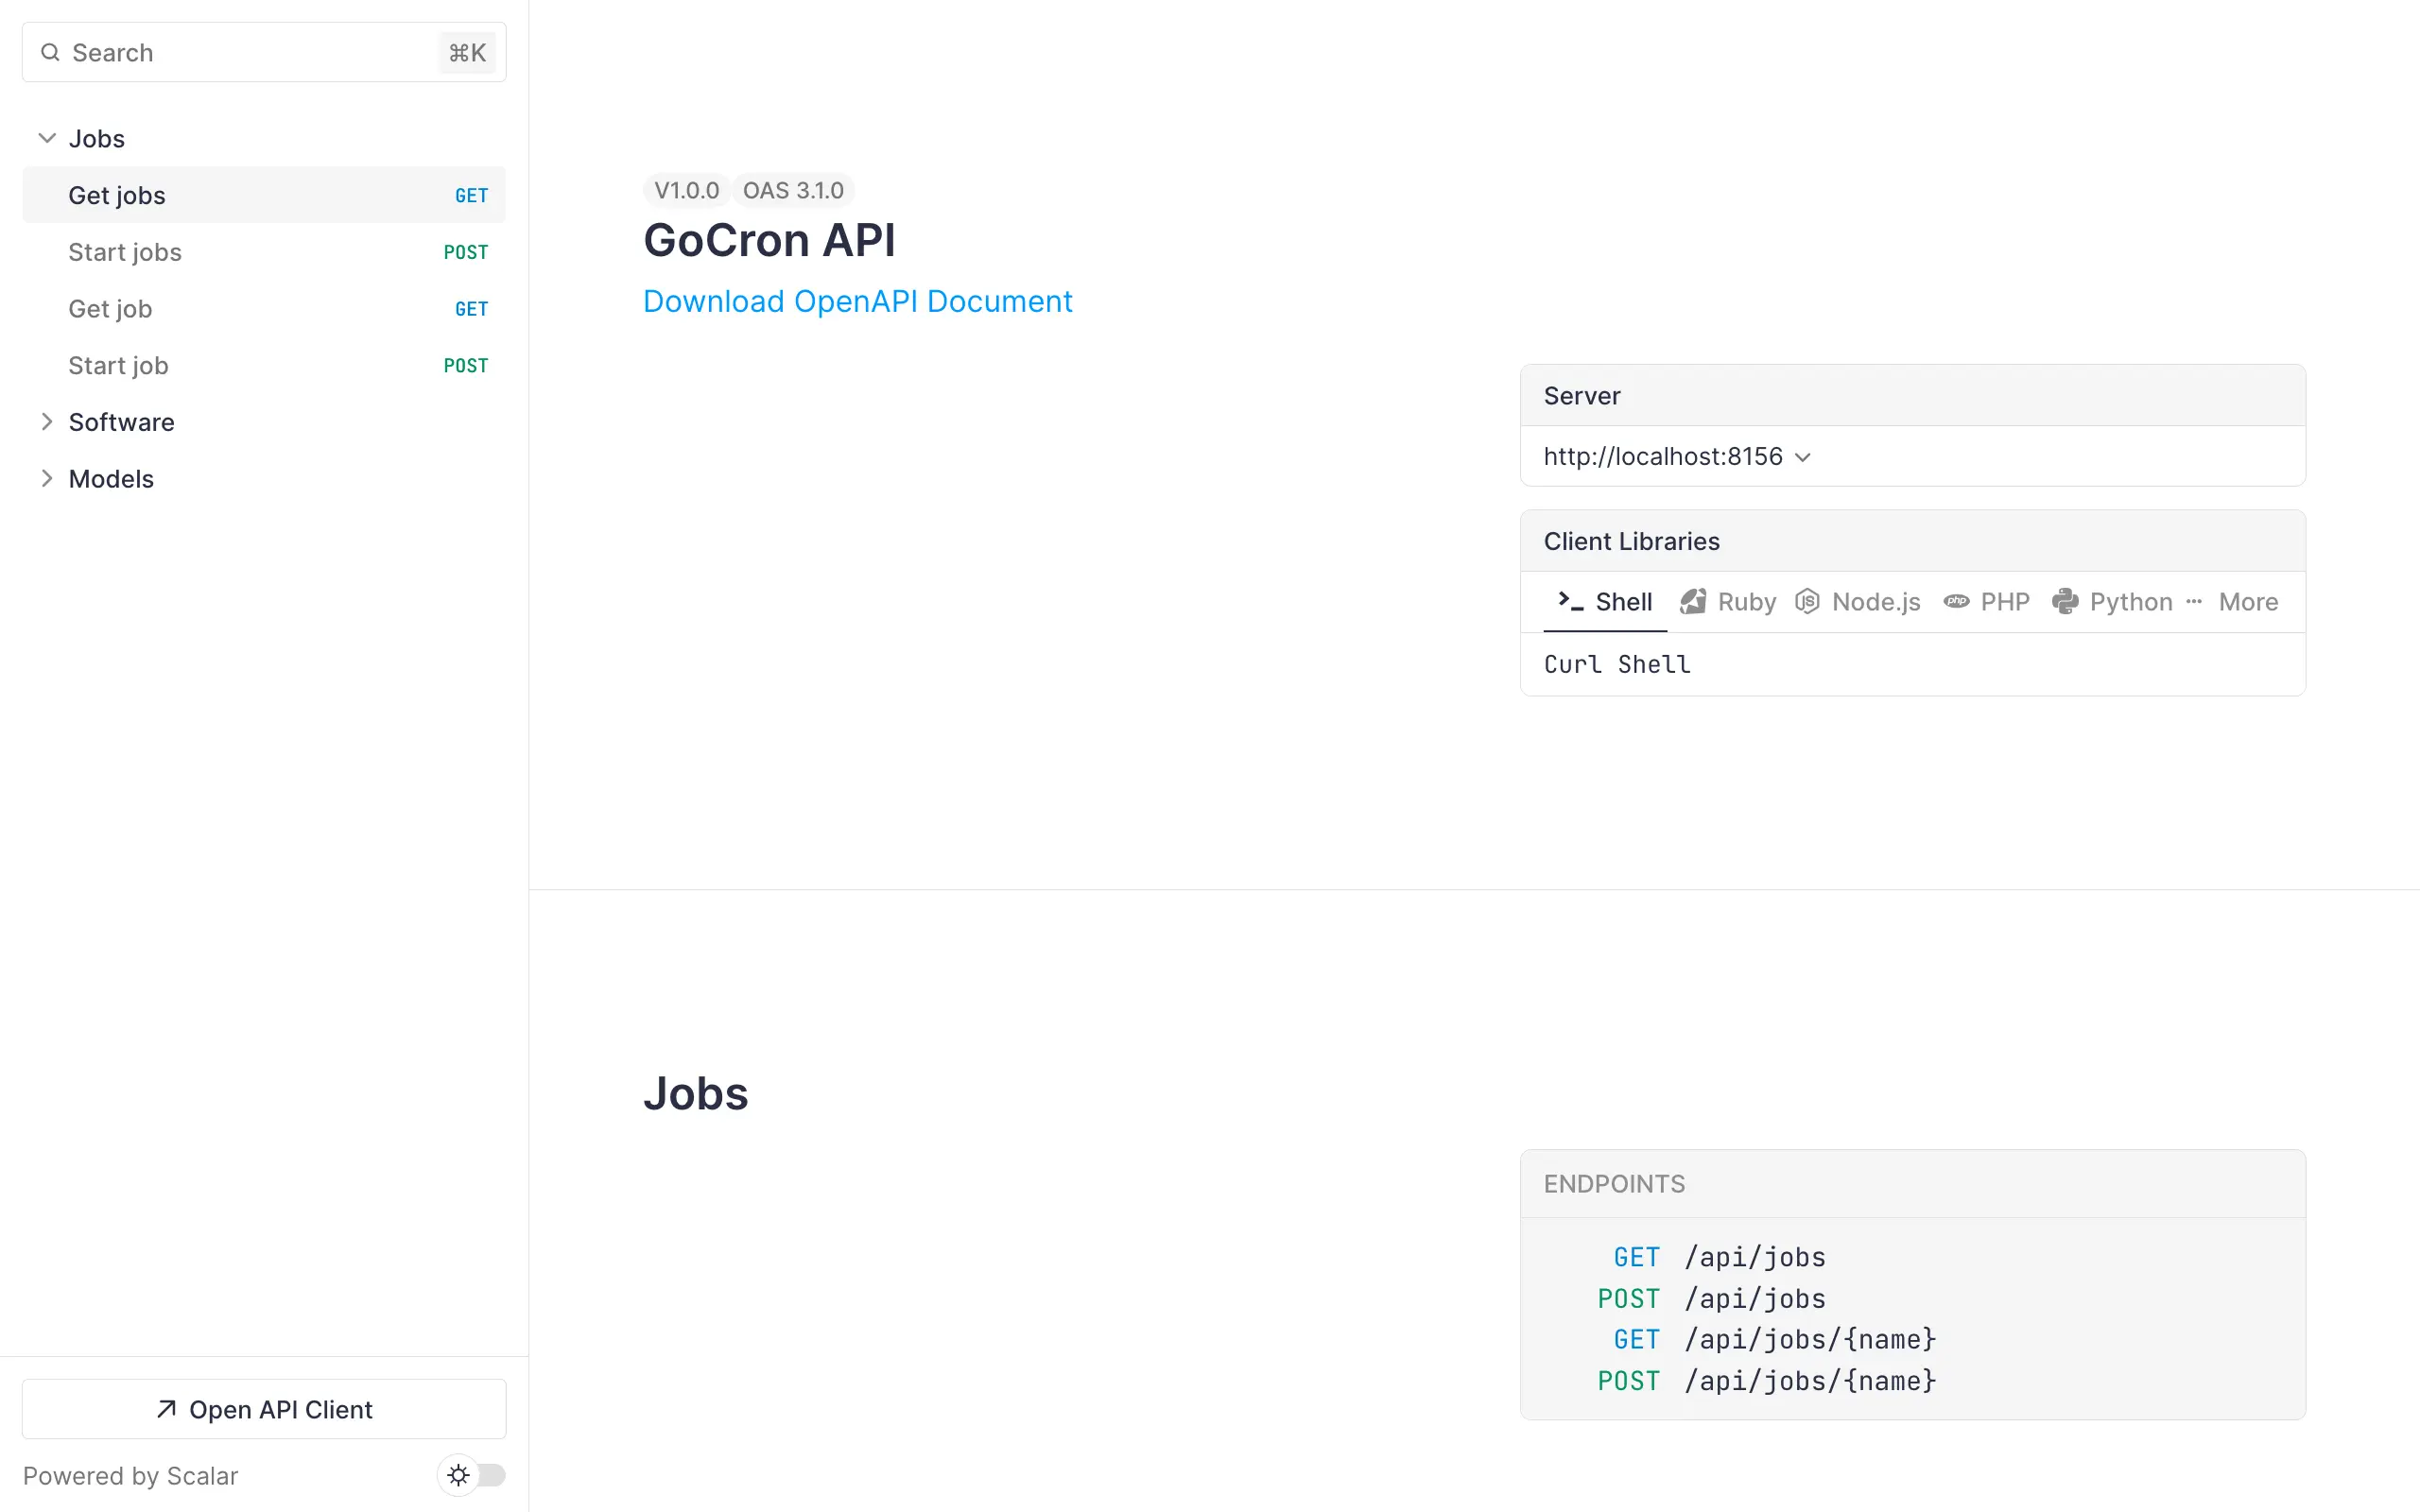 Search ⌘K
Jobs
Get jobs GET
Start jobs POST
Get job GET
Start job POST
Software
Models
Open API Client
Powered by Scalar
V1.0.0 OAS 3.1.0
GoCron API
Download OpenAPI Document
Server
http://localhost:8156
Client Libraries
Shell Ruby Node.js PHP Python More
Curl Shell
Jobs
ENDPOINTS
GET /api/jobs
POST /api/jobs
GET /api/jobs/{name}
POST /api/jobs/{name}